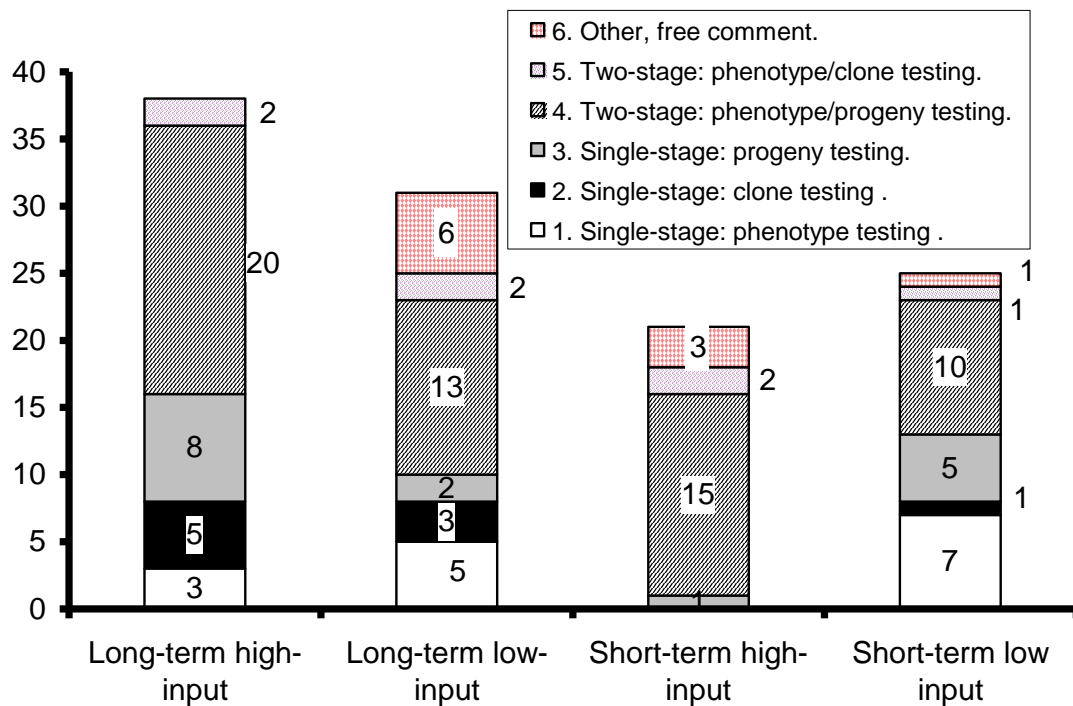 6. Other, free comment.
5. Two-stage: phenotype/clone testing.
4. Two-stage: phenotype/progeny testing.
3. Single-stage: progeny testing.
2. Single-stage: clone testing .
1. Single-stage: phenotype testing .
40
35
30
25
20
15
10
5
0
2
20
8
5
3
6
2
13
2
3
5
3
2
15
1
1
1
10
5
1
7
Long-term high-
input
Long-term low-
input
Short-term high-
input
Short-term low
input